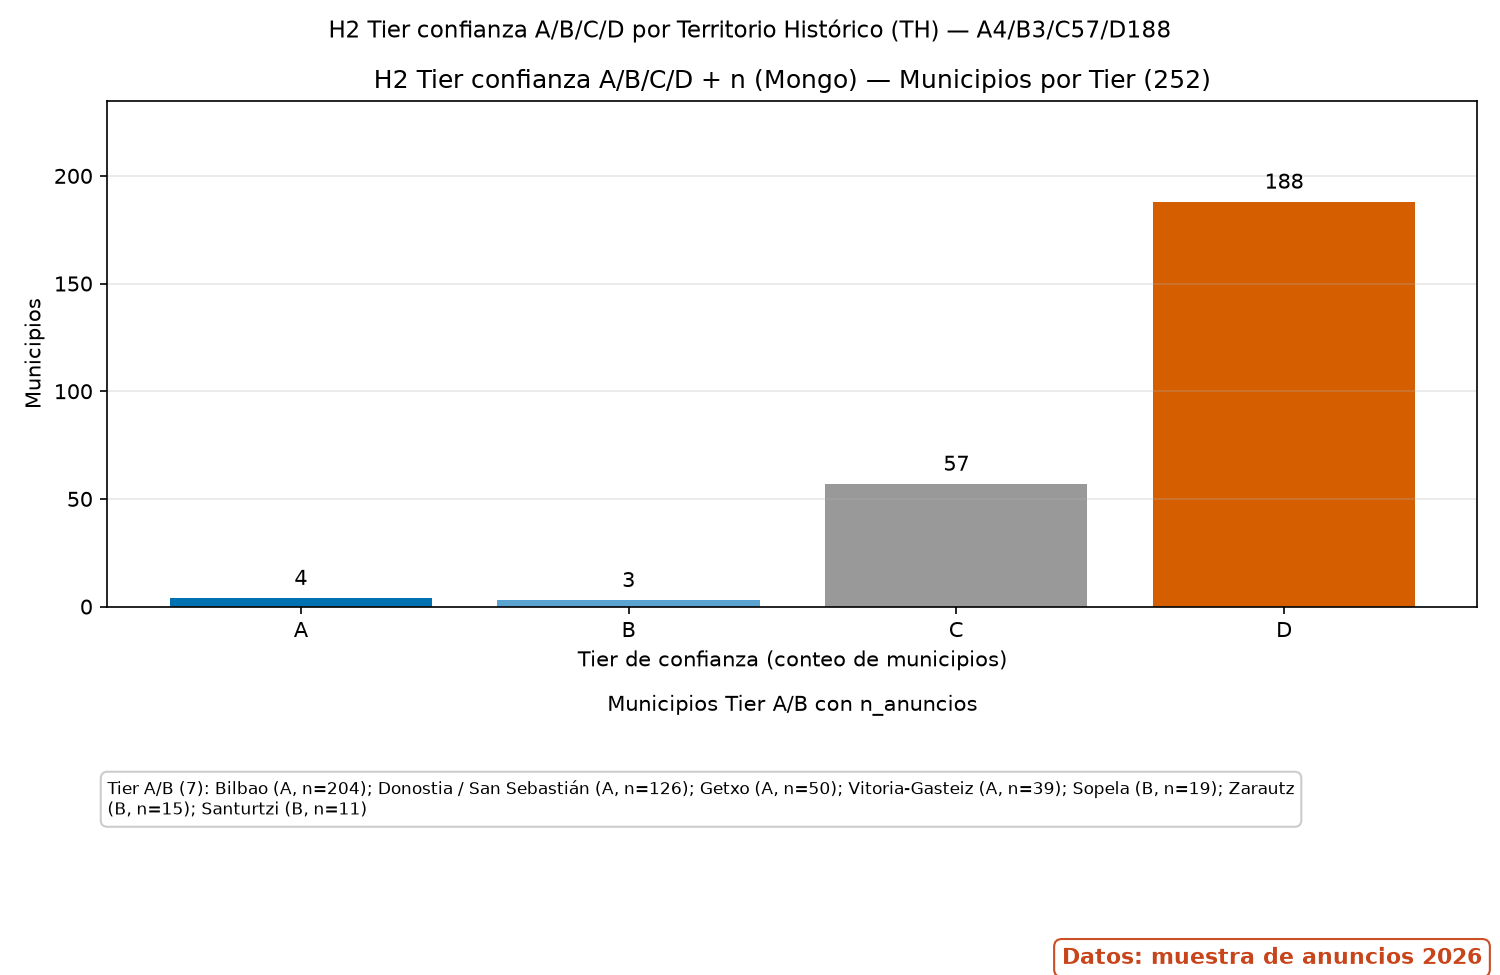 H2 Tier confianza A/B/C/D por Territorio Histórico (TH) — A4/B3/C57/D188
H2 Tier confianza A/B/C/D + n (Mongo) — Municipios por Tier (252)
Municipios
200
150
100
50
0
4
3
57
188
A
B
C
D
Tier de confianza (conteo de municipios)
Municipios Tier A/B con n_anuncios
Tier A/B (7): Bilbao (A, n=204); Donostia / San Sebastián (A, n=126); Getxo (A, n=50); Vitoria-Gasteiz (A, n=39); Sopela (B, n=19); Zarautz
(B, n=15); Santurtzi (B, n=11)
Datos: muestra de anuncios 2026